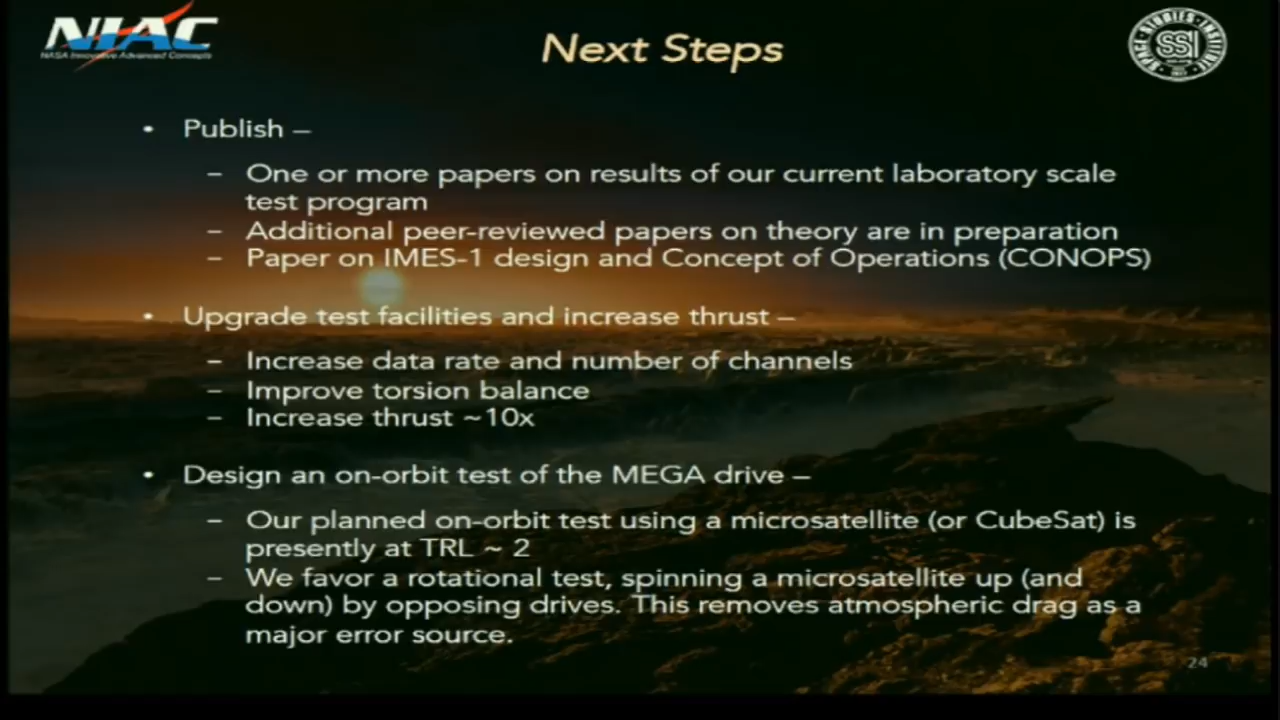 NIAC
NASA Innovative Advanced Concepts
Next Steps
SPACE STUDIES INSTITUTE
SSI
• Publish –
– One or more papers on results of our current laboratory scale
test program
– Additional peer-reviewed papers on theory are in preparation
– Paper on IMES-1 design and Concept of Operations (CONOPS)
• Upgrade test facilities and increase thrust –
– Increase data rate and number of channels
– Improve torsion balance
– Increase thrust ~10x
• Design an on-orbit test of the MEGA drive –
– Our planned on-orbit test using a microsatellite (or CubeSat) is
presently at TRL ~ 2
– We favor a rotational test, spinning a microsatellite up (and
down) by opposing drives. This removes atmospheric drag as a
major error source.
24